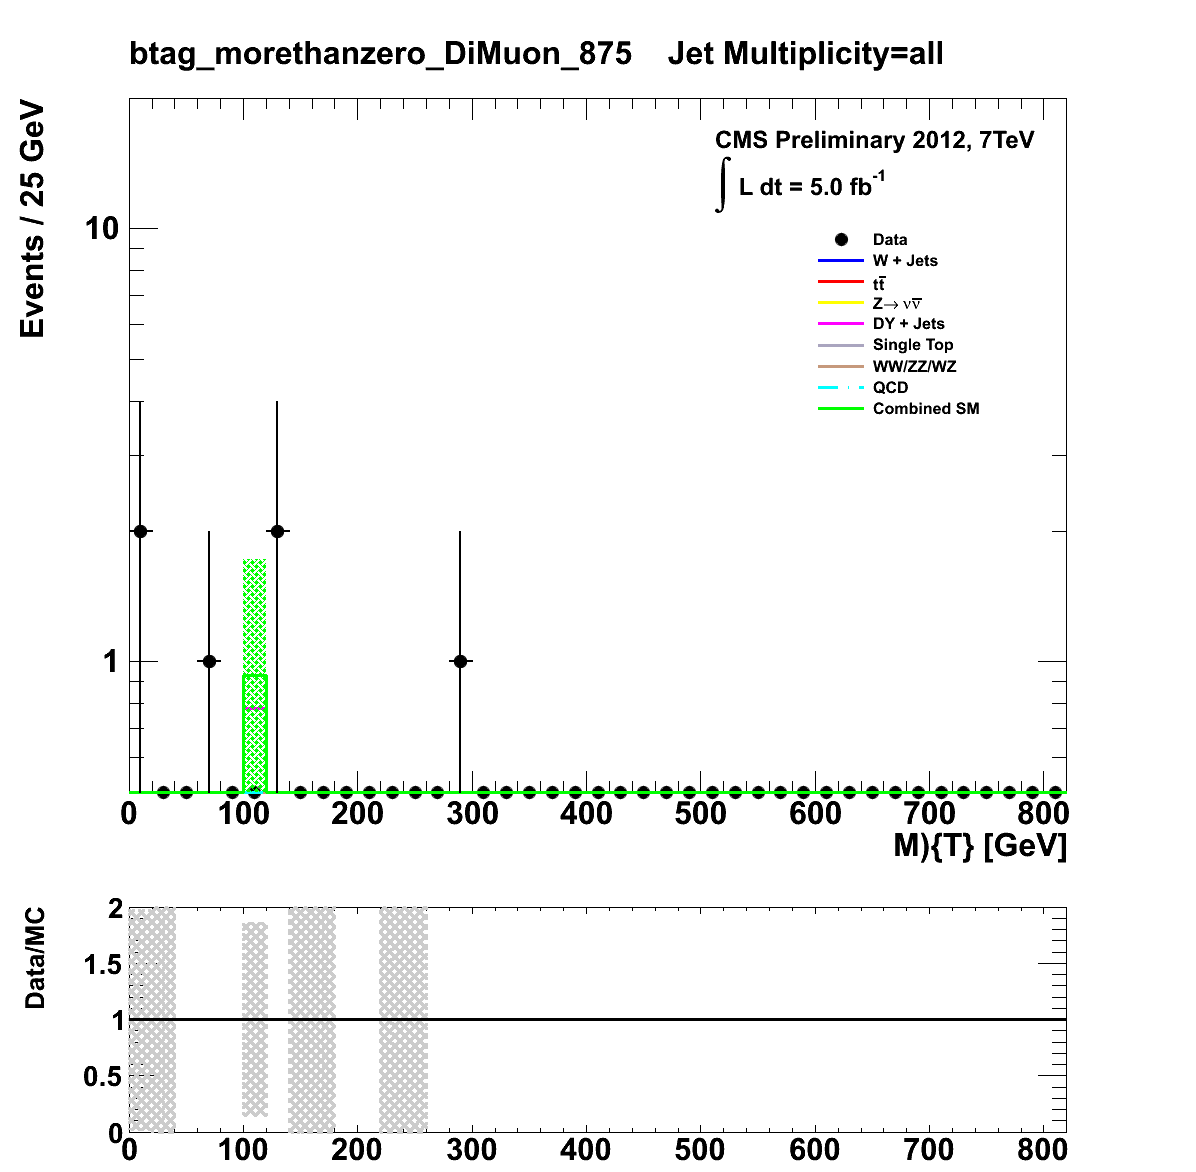 btag_morethanzero_DiMuon_875 Jet Multiplicity=all
Events / 25 GeV
CMS Preliminary 2012, 7TeV
∫ L dt = 5.0 fb-1
Data
W + Jets
tt̅
Z→ νν̅
DY + Jets
Single Top
WW/ZZ/WZ
QCD
Combined SM
10
1
0 100 200 300 400 500 600 700 800
M){T} [GeV]
Data/MC
2
1.5
1
0.5
0
0 100 200 300 400 500 600 700 800